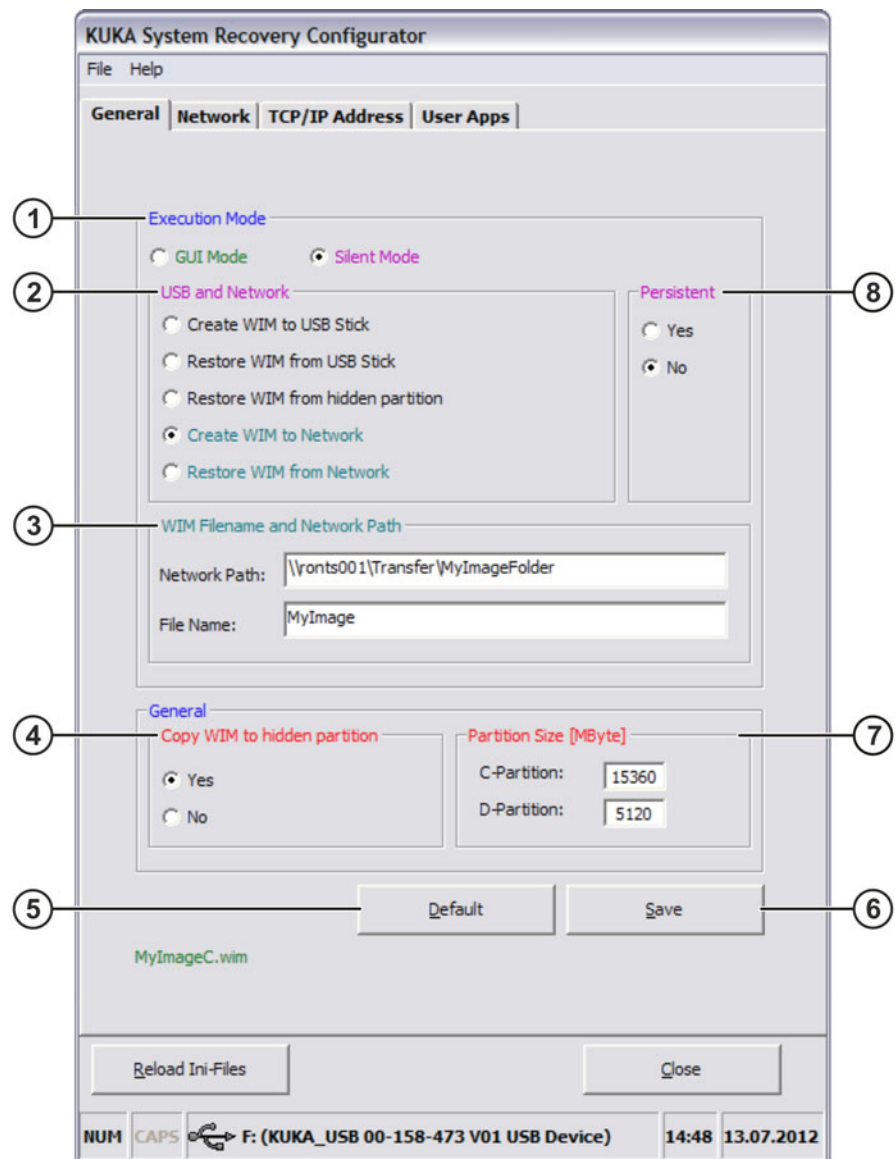 KUKA System Recovery Configurator
File Help
General Network TCP/IP Address User Apps
1 Execution Mode
GUI Mode Silent Mode
2 USB and Network Persistent 8
Create WIM to USB Stick Yes
Restore WIM from USB Stick No
Restore WIM from hidden partition
Create WIM to Network
Restore WIM from Network
3 WIM Filename and Network Path
Network Path: \\ronts001\Transfer\MyImageFolder
File Name: MyImage
General
4 Copy WIM to hidden partition Partition Size [MByte] 7
Yes C-Partition: 15360
No D-Partition: 5120
5 Default Save 6
MyImageC.wim
Reload Ini-Files Close
NUM CAPS F: (KUKA_USB 00-158-473 V01 USB Device) 14:48 13.07.2012